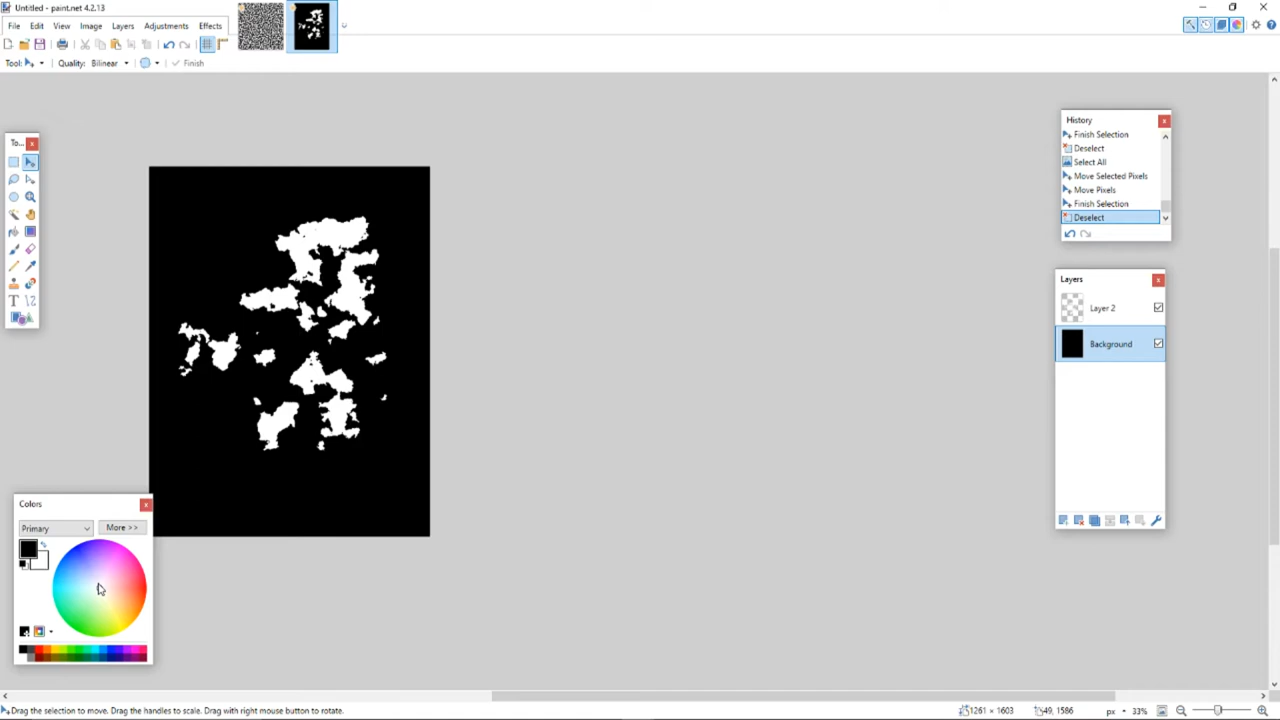 Untitled - paint.net 4.2.13
File Edit View Image Layers Adjustments Effects
Tool: Quality: Bilinear Finish
To...
T
Colors
Primary More >>
History
Finish Selection
Deselect
Select All
Move Selected Pixels
Move Pixels
Finish Selection
Deselect
Layers
Layer 2
Background
Drag the selection to move. Drag the handles to scale. Drag with right mouse button to rotate. 1261 × 1603 149, 1586 px 33%